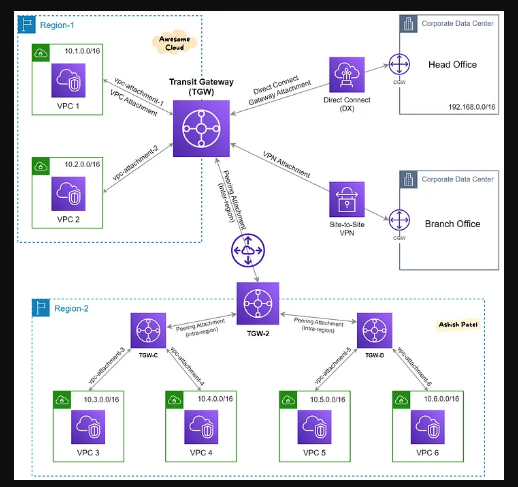 Region-1
Awesome
Cloud
10.1.0.0/16
VPC 1
vpc-attachment-1
VPC Attachment
Transit Gateway
(TGW)
Direct Connect
Gateway Attachment
Direct Connect
(DX)
Corporate Data Center
CGW
Head Office
192.168.0.0/16
10.2.0.0/16
VPC 2
vpc-attachment-2
VPN Attachment
Site-to-Site
VPN
Corporate Data Center
CGW
Branch Office
Peering Attachment
(Inter-region)
Region-2
TGW-2
Ashish Patel
Peering Attachment
(Intra-region)
Peering Attachment
(Intra-region)
TGW-C
TGW-D
vpc-attachment-3
vpc-attachment-4
vpc-attachment-5
vpc-attachment-6
10.3.0.0/16
10.4.0.0/16
10.5.0.0/16
10.6.0.0/16
VPC 3
VPC 4
VPC 5
VPC 6